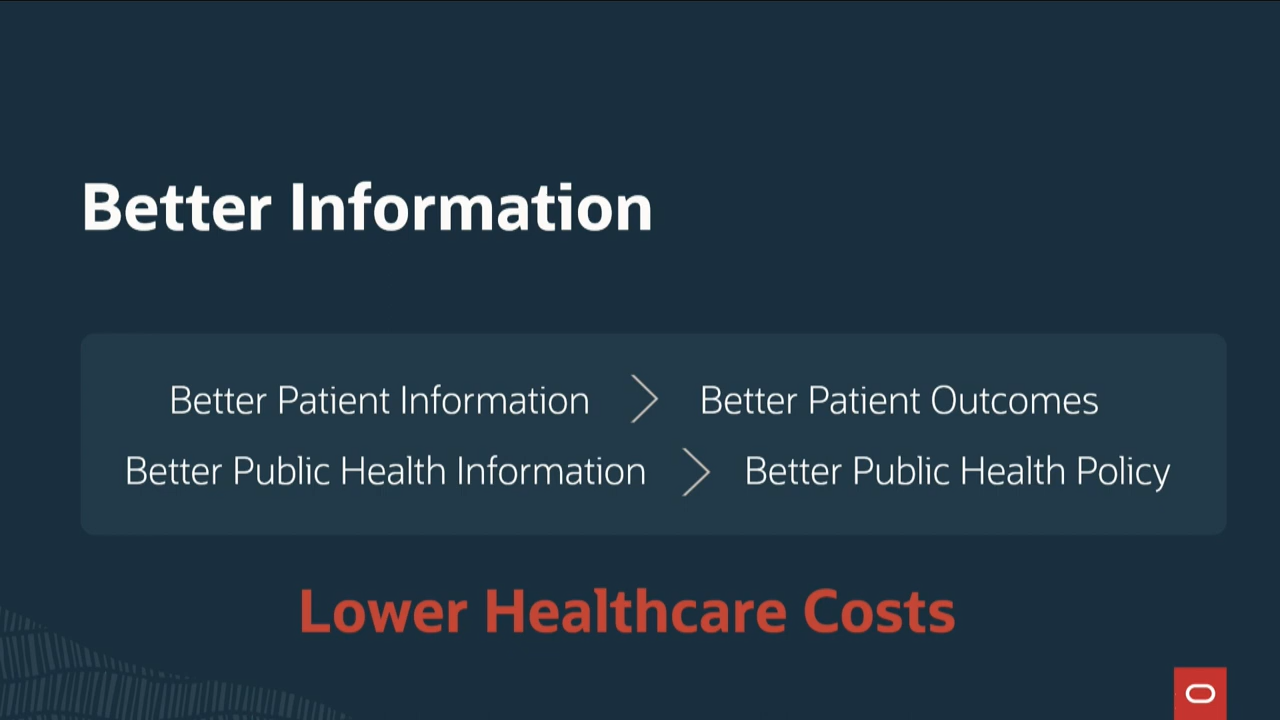 Better Information
Better Patient Information > Better Patient Outcomes
Better Public Health Information > Better Public Health Policy
Lower Healthcare Costs